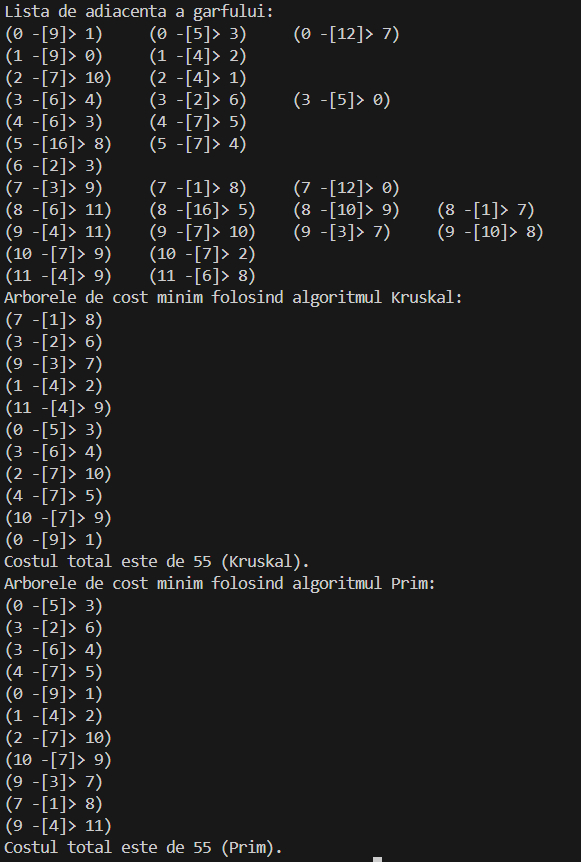 Lista de adiacenta a garfului:
(0 -[9]> 1)     (0 -[5]> 3)     (0 -[12]> 7)
(1 -[9]> 0)     (1 -[4]> 2)
(2 -[7]> 10)    (2 -[4]> 1)
(3 -[6]> 4)     (3 -[2]> 6)     (3 -[5]> 0)
(4 -[6]> 3)     (4 -[7]> 5)
(5 -[16]> 8)    (5 -[7]> 4)
(6 -[2]> 3)
(7 -[3]> 9)     (7 -[1]> 8)     (7 -[12]> 0)
(8 -[6]> 11)    (8 -[16]> 5)    (8 -[10]> 9)    (8 -[1]> 7)
(9 -[4]> 11)    (9 -[7]> 10)    (9 -[3]> 7)     (9 -[10]> 8)
(10 -[7]> 9)    (10 -[7]> 2)
(11 -[4]> 9)    (11 -[6]> 8)
Arborele de cost minim folosind algoritmul Kruskal:
(7 -[1]> 8)
(3 -[2]> 6)
(9 -[3]> 7)
(1 -[4]> 2)
(11 -[4]> 9)
(0 -[5]> 3)
(3 -[6]> 4)
(2 -[7]> 10)
(4 -[7]> 5)
(10 -[7]> 9)
(0 -[9]> 1)
Costul total este de 55 (Kruskal).
Arborele de cost minim folosind algoritmul Prim:
(0 -[5]> 3)
(3 -[2]> 6)
(3 -[6]> 4)
(4 -[7]> 5)
(0 -[9]> 1)
(1 -[4]> 2)
(2 -[7]> 10)
(10 -[7]> 9)
(9 -[3]> 7)
(7 -[1]> 8)
(9 -[4]> 11)
Costul total este de 55 (Prim).